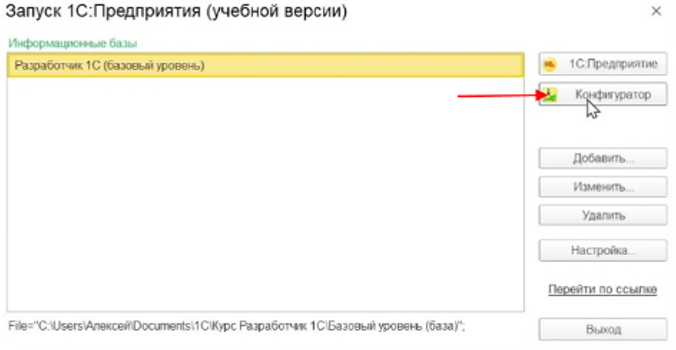 Запуск 1С:Предприятия (учебной версии)
Информационные базы
Разработчик 1С (базовый уровень)
1С:Предприятие
Конфигуратор
Добавить...
Изменить...
Удалить
Настройка...
Перейти по ссылке
File="C:\Users\Алексей\Documents\1С\Курс Разработчик 1С\Базовый уровень (база)";
Выход